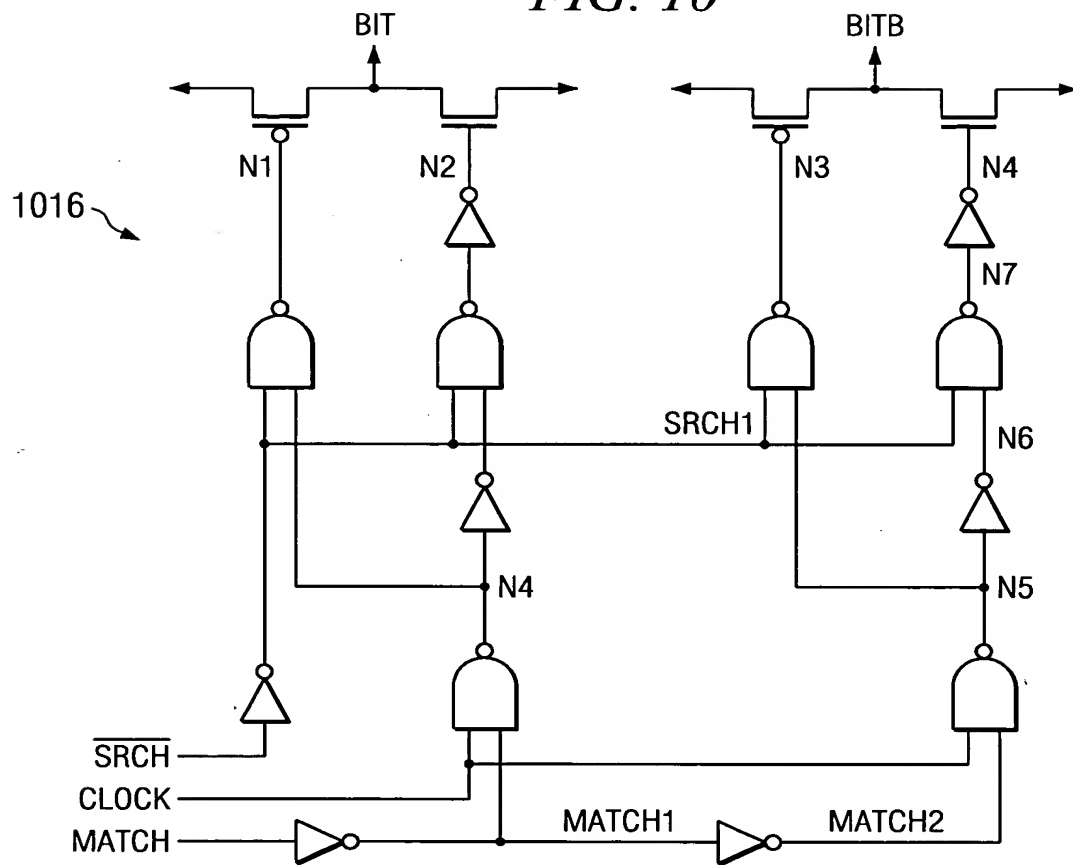 FIG. 10
BIT
BITB
N1
N2
N3
N4
1016
N7
SRCH1
N6
N4
N5
SRCH
CLOCK
MATCH
MATCH1
MATCH2